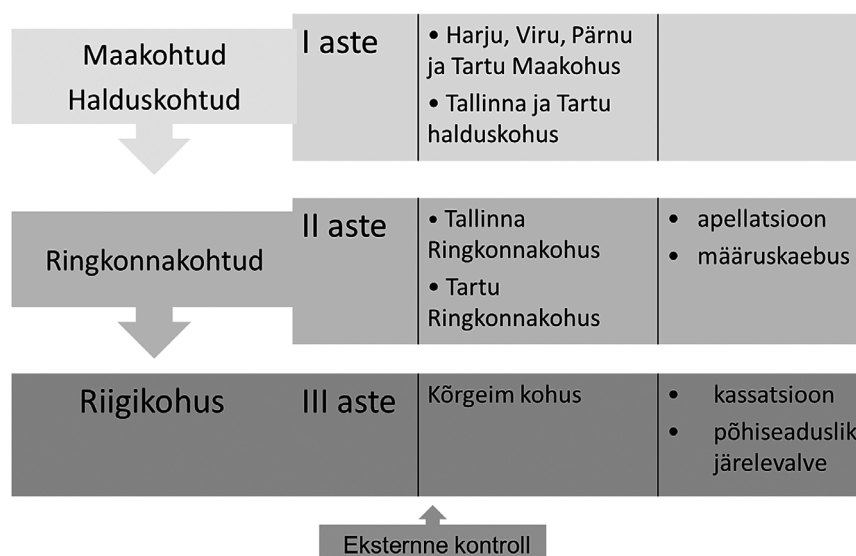 Maakohtud
Halduskohtud
I aste
• Harju, Viru, Pärnu
ja Tartu Maakohus
• Tallinna ja Tartu
halduskohus
Ringkonnakohtud
II aste
• Tallinna
Ringkonnakohus
• Tartu
Ringkonnakohus
• apellatsioon
• määruskaebus
Riigikohus
III aste
Kõrgeim kohus
• kassatsioon
• põhiseaduslik
järelevalve
Eksternne kontroll